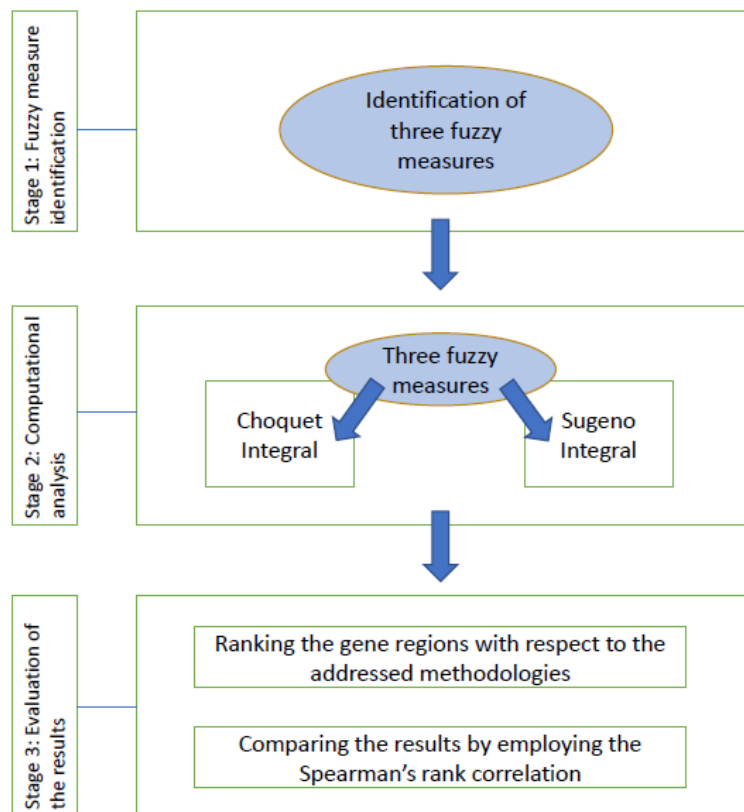 Stage 1: Fuzzy measure
identification
Identification of
three fuzzy
measures
Stage 2: Computational
analysis
Three fuzzy
measures
Choquet
Integral
Sugeno
Integral
Stage 3: Evaluation of
the results
Ranking the gene regions with respect to the
addressed methodologies
Comparing the results by employing the
Spearman's rank correlation